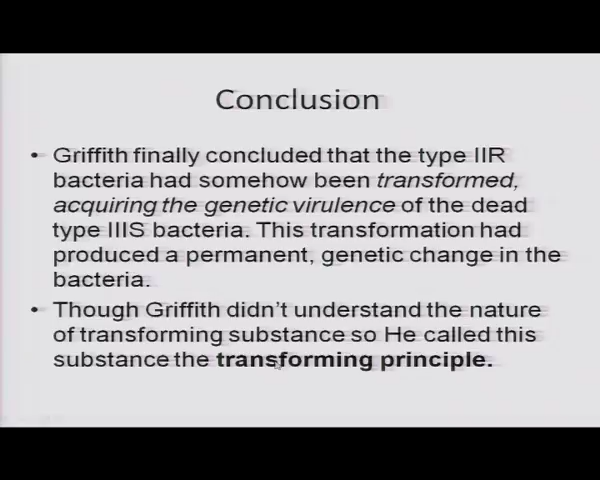 Conclusion
• Griffith finally concluded that the type IIR
bacteria had somehow been transformed,
acquiring the genetic virulence of the dead
type IIIS bacteria. This transformation had
produced a permanent, genetic change in the
bacteria.
• Though Griffith didn't understand the nature
of transforming substance so He called this
substance the transforming principle.